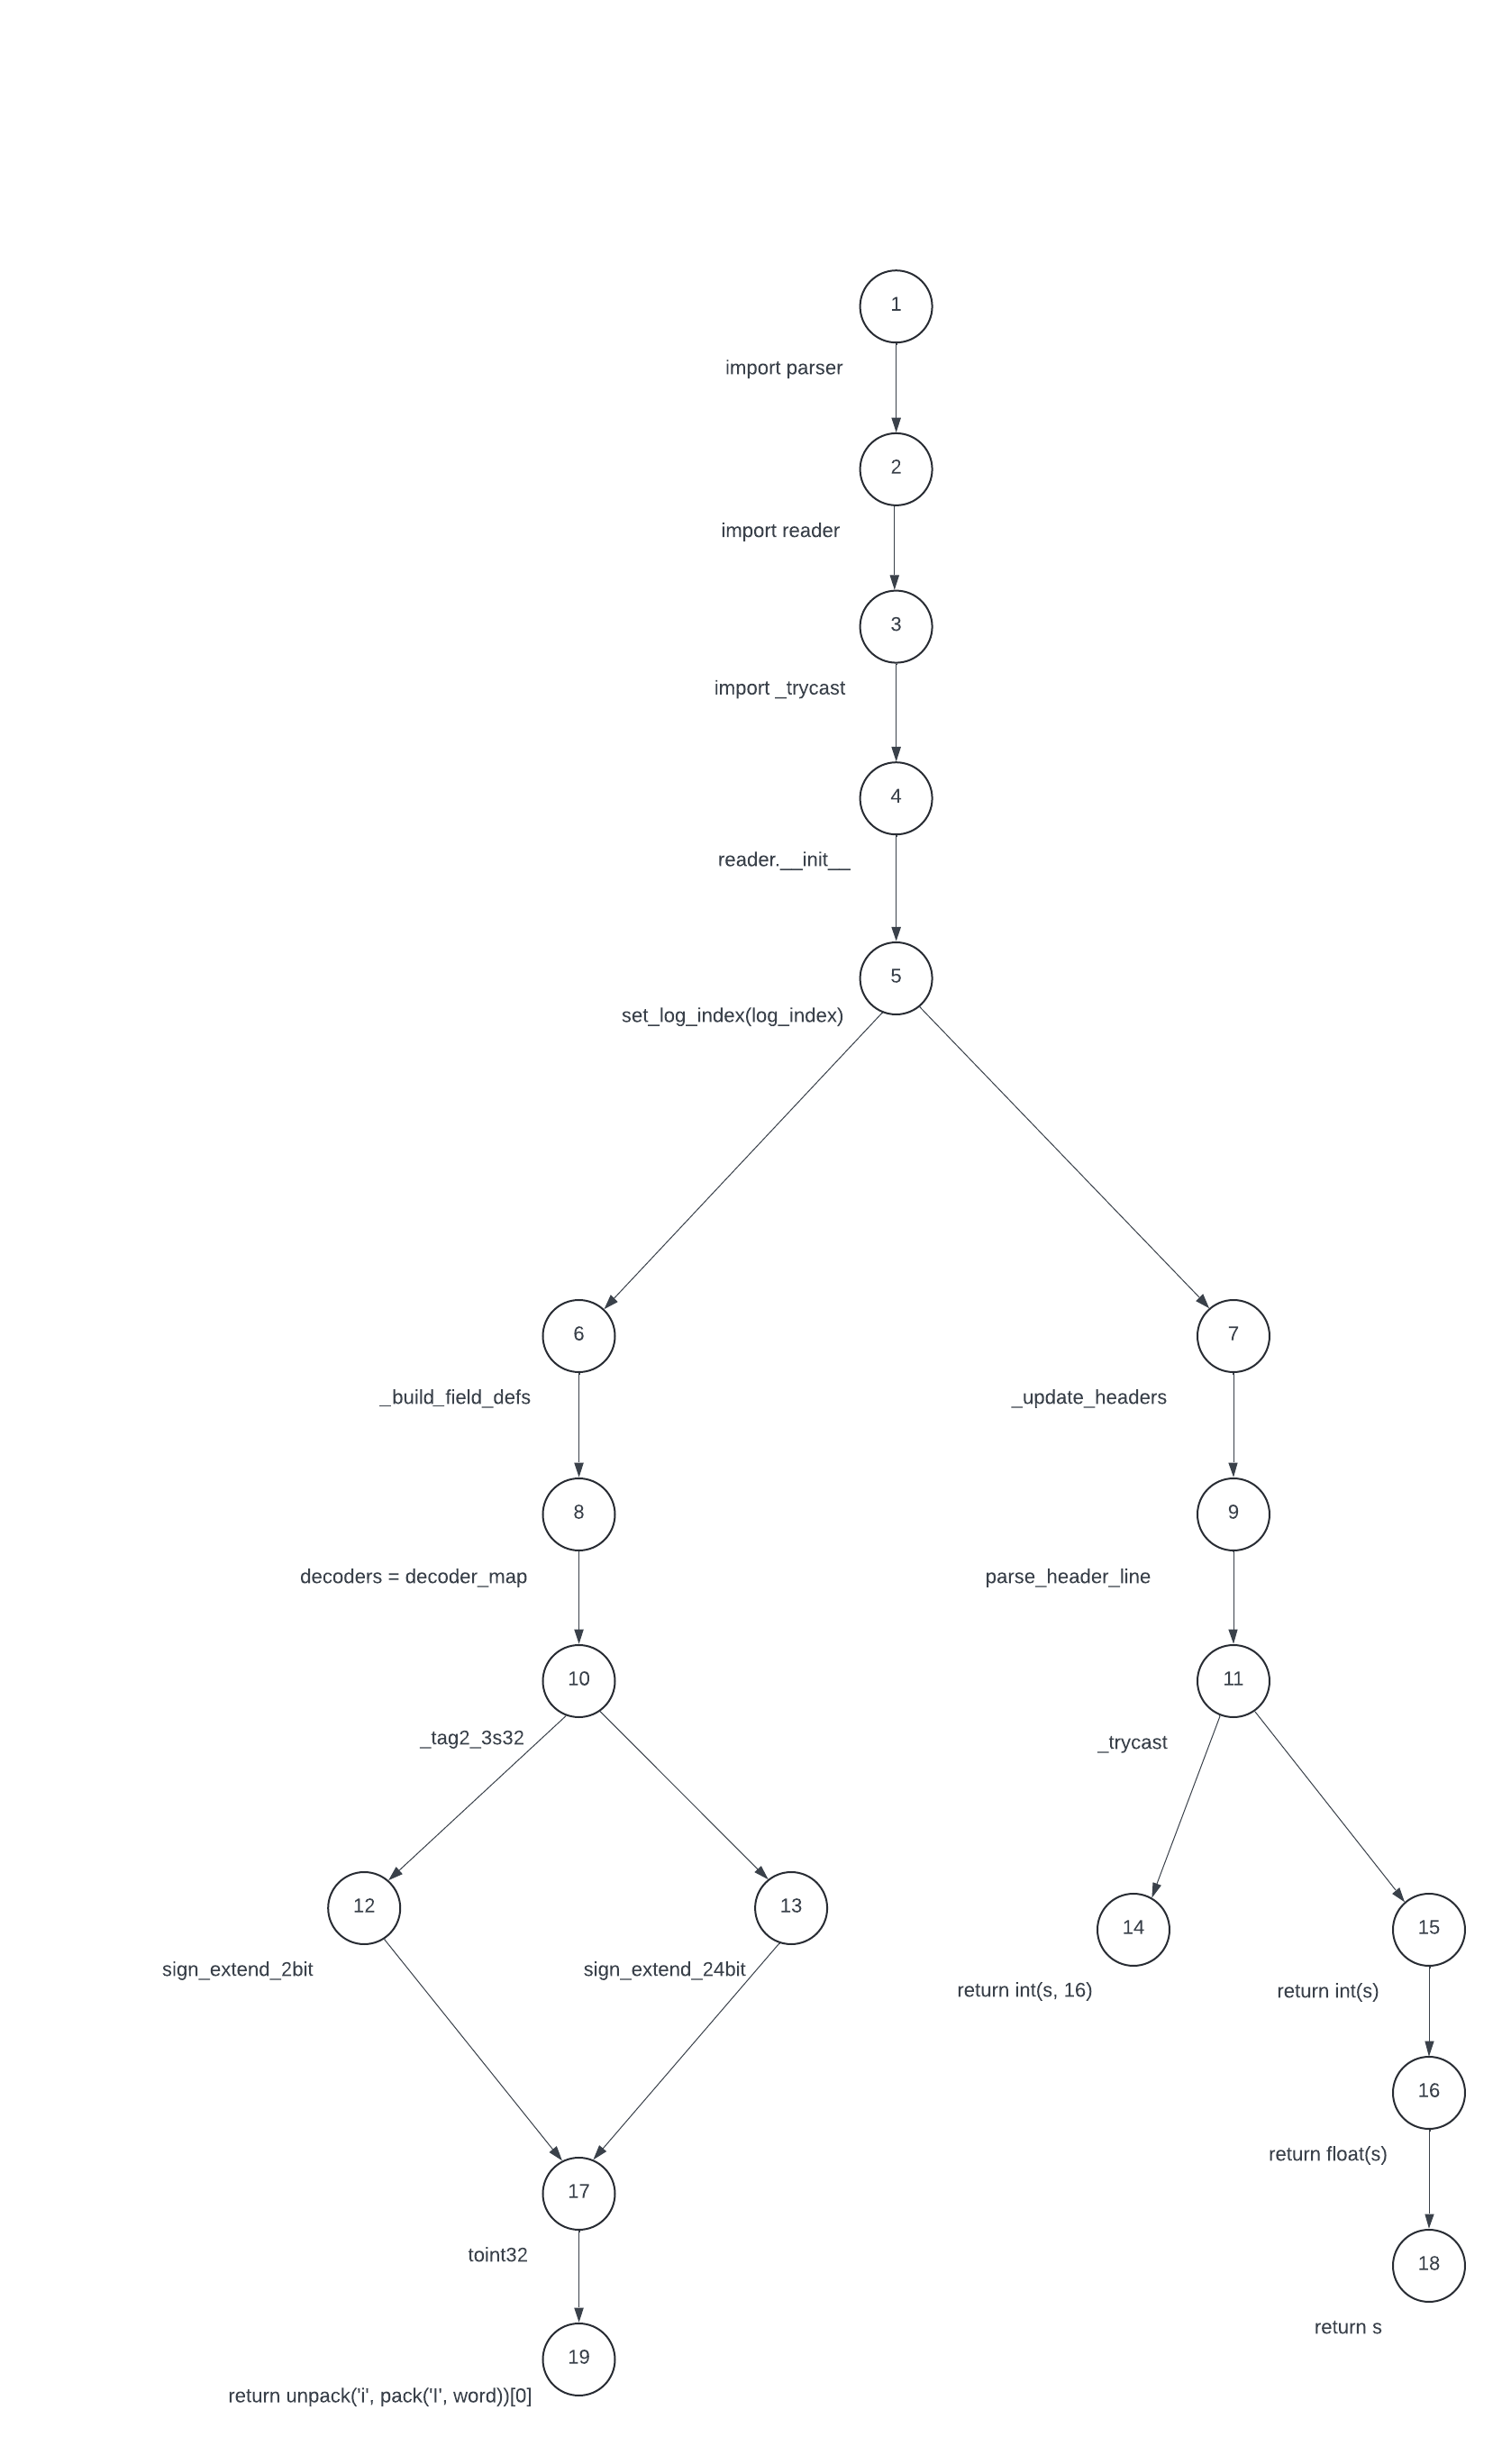 1
import parser
2
import reader
3
import _trycast
4
reader.__init__
5
set_log_index(log_index)
6
7
_build_field_defs
_update_headers
8
9
decoders = decoder_map
parse_header_line
10
11
_tag2_3s32
_trycast
12
13
14
15
sign_extend_2bit
sign_extend_24bit
return int(s, 16)
return int(s)
16
return float(s)
17
toint32
18
return s
19
return unpack('i', pack('I', word))[0]